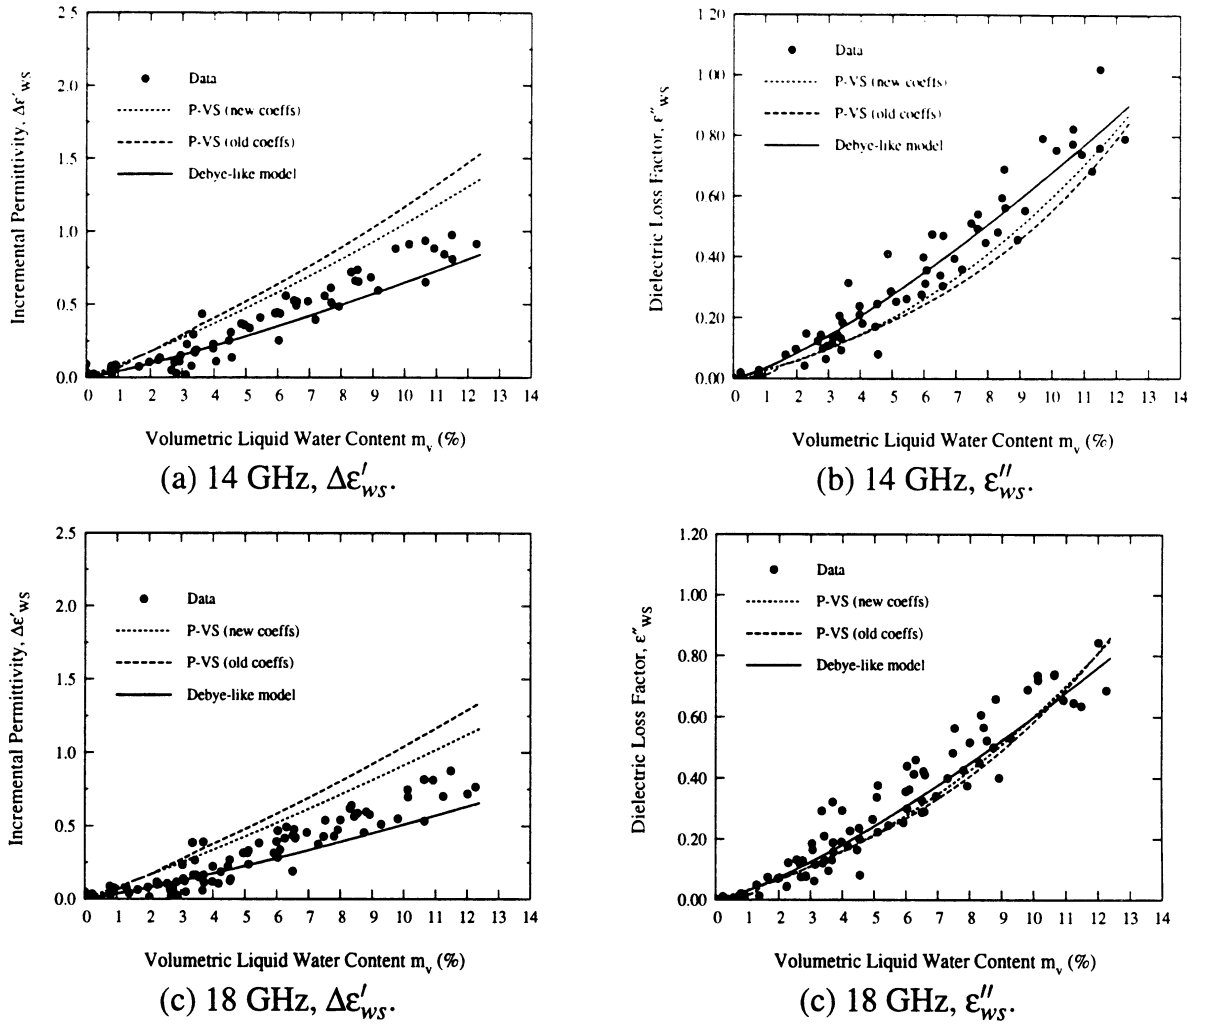 2.5
2.0
1.5
1.0
0.5
0.0
Incremental Permittivity, Δε′WS
Data
P-VS (new coeffs)
P-VS (old coeffs)
Debye-like model
0 1 2 3 4 5 6 7 8 9 10 11 12 13 14
Volumetric Liquid Water Content mv (%)
(a) 14 GHz, Δε′ws.
1.20
1.00
0.80
0.60
0.40
0.20
0.00
Dielectric Loss Factor, ε″WS
Data
P-VS (new coeffs)
P-VS (old coeffs)
Debye-like model
0 1 2 3 4 5 6 7 8 9 10 11 12 13 14
Volumetric Liquid Water Content mv (%)
(b) 14 GHz, ε″ws.
2.5
2.0
1.5
1.0
0.5
0.0
Incremental Permittivity, Δε′WS
Data
P-VS (new coeffs)
P-VS (old coeffs)
Debye-like model
0 1 2 3 4 5 6 7 8 9 10 11 12 13 14
Volumetric Liquid Water Content mv (%)
(c) 18 GHz, Δε′ws.
1.20
1.00
0.80
0.60
0.40
0.20
0.00
Dielectric Loss Factor, ε″WS
Data
P-VS (new coeffs)
P-VS (old coeffs)
Debye-like model
0 1 2 3 4 5 6 7 8 9 10 11 12 13 14
Volumetric Liquid Water Content mv (%)
(c) 18 GHz, ε″ws.